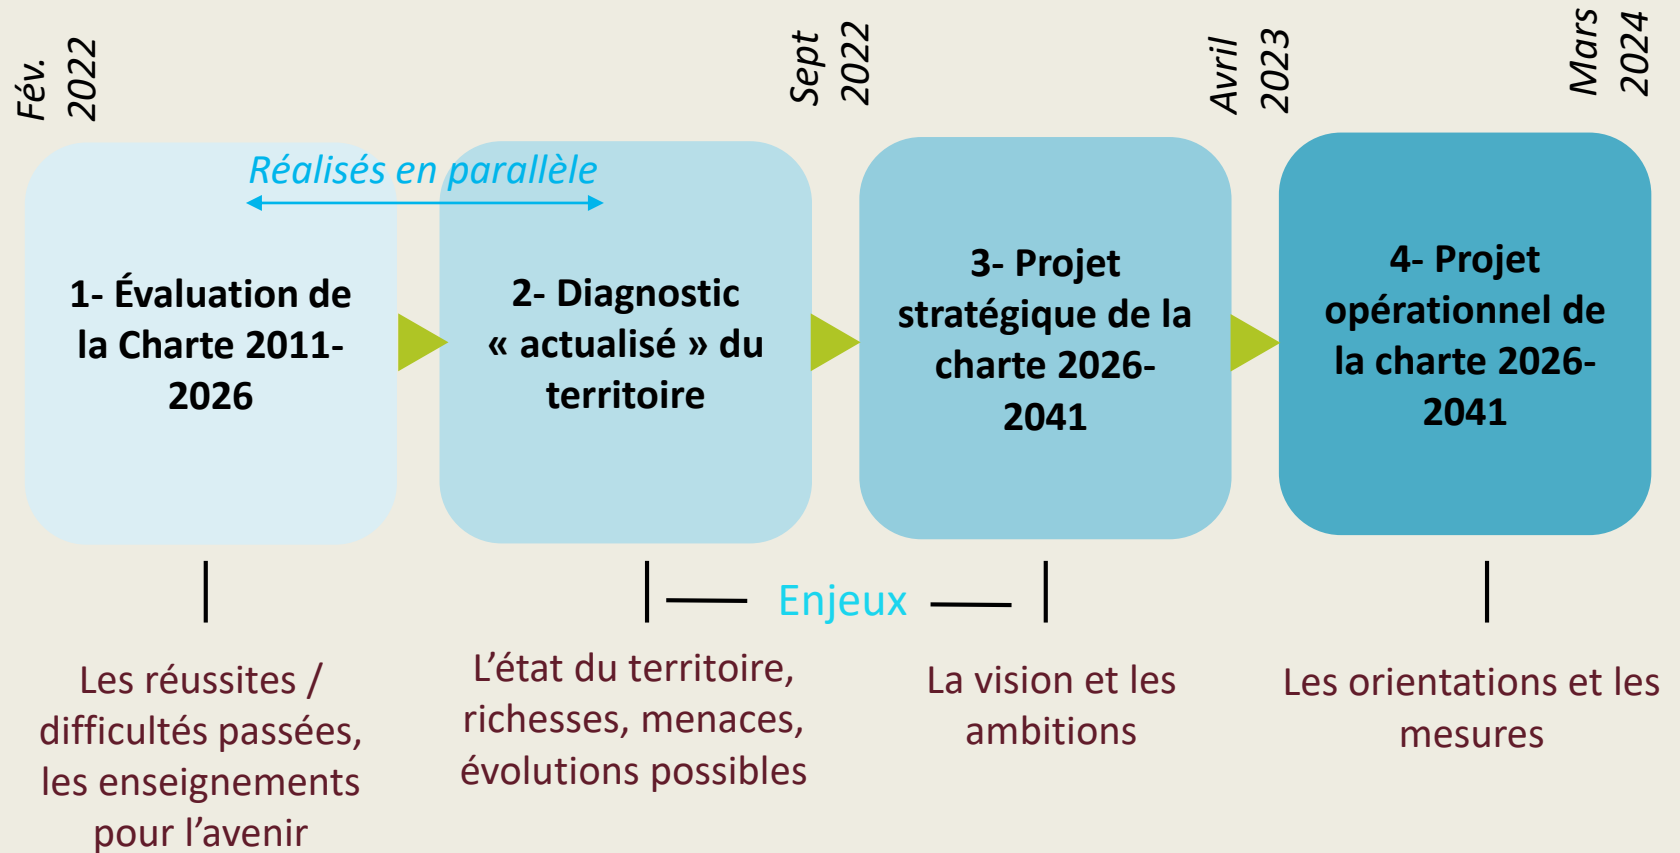 Fév.
2022
Sept
2022
Avril
2023
Mars
2024
Réalisés en parallèle
1- Évaluation de
la Charte 2011-
2026
2- Diagnostic
« actualisé » du
territoire
3- Projet
stratégique de la
charte 2026-
2041
4- Projet
opérationnel de
la charte 2026-
2041
Enjeux
Les réussites /
difficultés passées,
les enseignements
pour l’avenir
L’état du territoire,
richesses, menaces,
évolutions possibles
La vision et les
ambitions
Les orientations et les
mesures